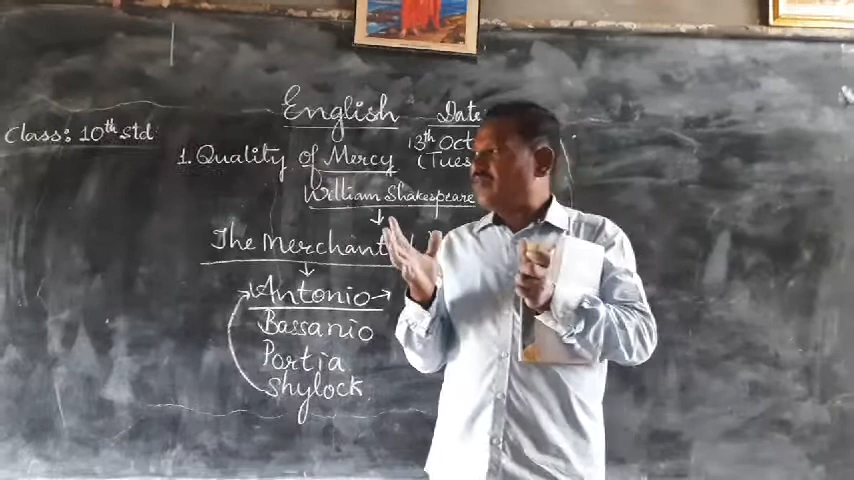 English Date
Class: 10th Std
13th Oct
1. Quality of Mercy (Tues
William Shakespeare
↓
The Merchant
↓
Antonio →
Bassanio
Portia
Shylock